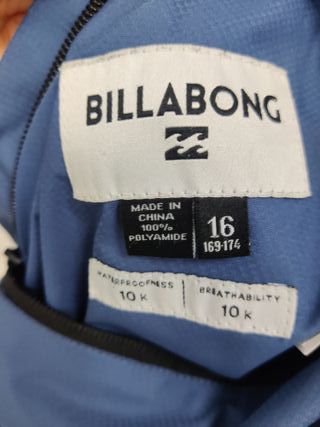 BILLABONG
MADE IN
CHINA
100%
POLYAMIDE
16
169-174
WATERPROOFNESS
10 K
BREATHABILITY
10 K